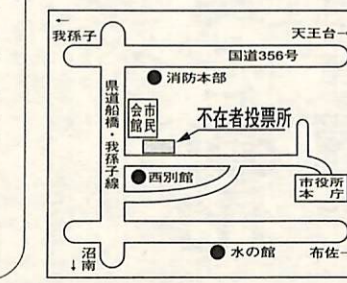 ←
我孫子
天王台→
国道356号
消防本部
県道船橋・我孫子線
市民会館
不在者投票所
西別館
市役所
本庁
沼南
↓
水の館
布佐→